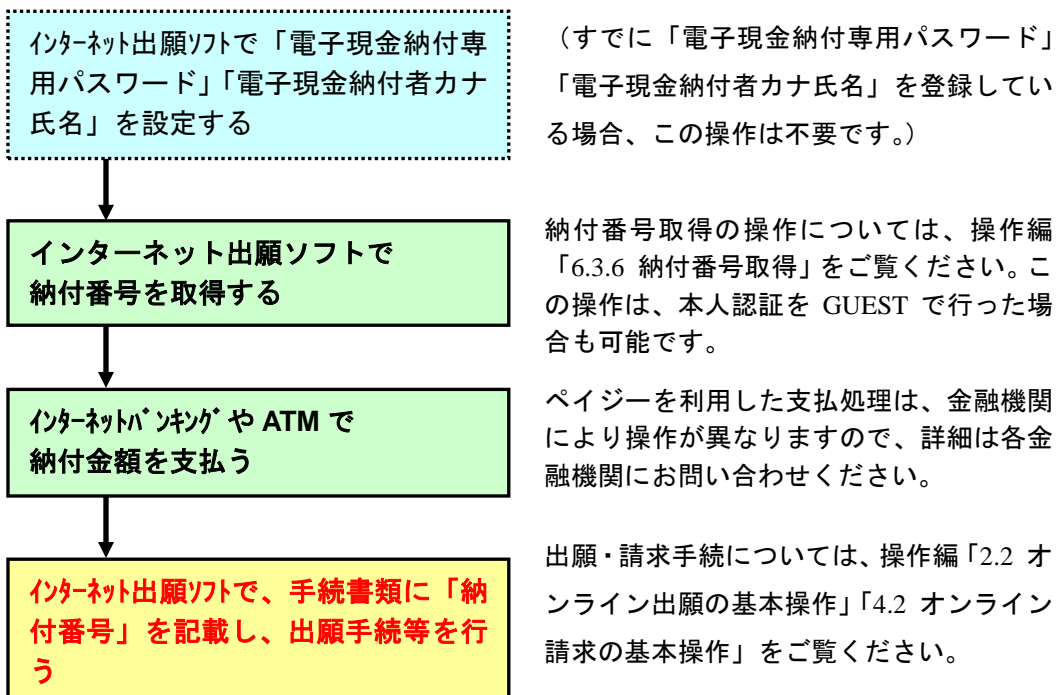 ｲﾝﾀｰﾈｯﾄ出願ｿﾌﾄで「電子現金納付専
用パスワード」「電子現金納付者カナ
氏名」を設定する
（すでに「電子現金納付専用パスワード」
「電子現金納付者カナ氏名」を登録してい
る場合、この操作は不要です。）
インターネット出願ソフトで
納付番号を取得する
納付番号取得の操作については、操作編
「6.3.6 納付番号取得」をご覧ください。こ
の操作は、本人認証を GUEST で行った場
合も可能です。
ｲﾝﾀｰﾈｯﾄﾊﾞﾝｷﾝｸﾞや ATM で
納付金額を支払う
ペイジーを利用した支払処理は、金融機関
により操作が異なりますので、詳細は各金
融機関にお問い合わせください。
ｲﾝﾀｰﾈｯﾄ出願ｿﾌﾄで、手続書類に「納
付番号」を記載し、出願手続等を行
う
出願・請求手続については、操作編「2.2 オ
ンライン出願の基本操作」「4.2 オンライン
請求の基本操作」をご覧ください。